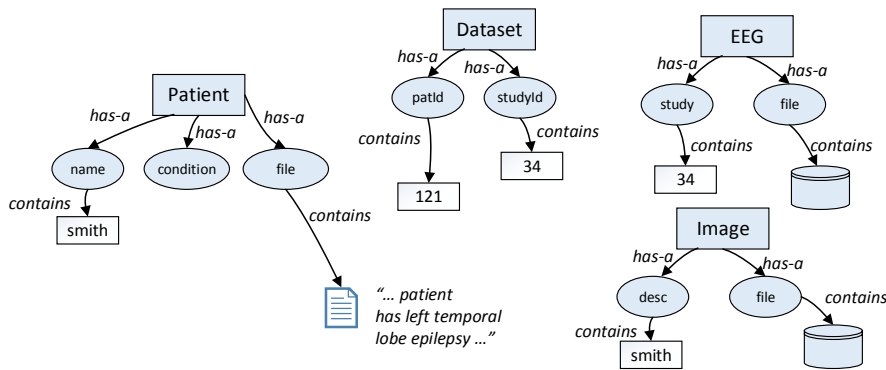 Patient
has-a
has-a
has-a
name
condition
file
contains
smith
contains
“... patient
has left temporal
lobe epilepsy ...”
Dataset
has-a
has-a
patId
studyId
contains
contains
121
34
EEG
has-a
has-a
study
file
contains
contains
34
Image
has-a
has-a
desc
file
contains
contains
smith